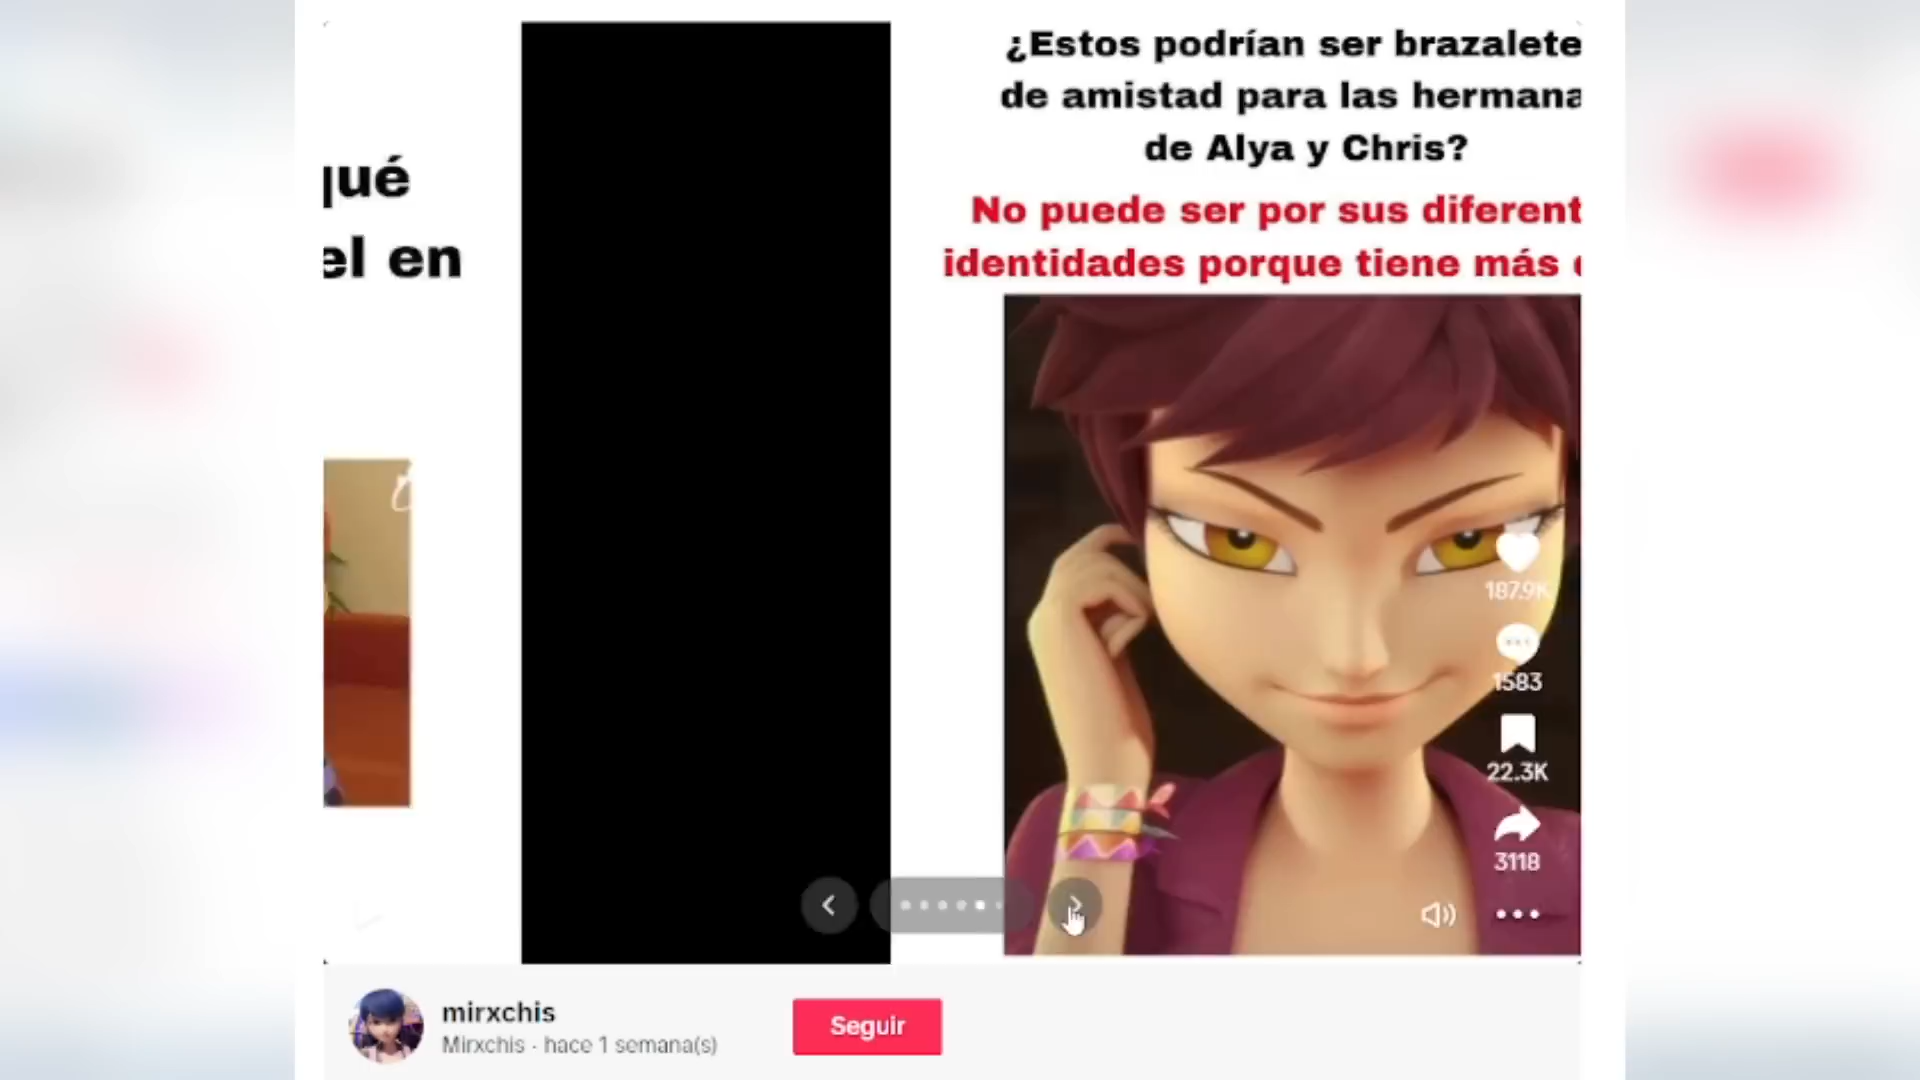 qué
el en
¿Estos podrían ser brazalete
de amistad para las hermana
de Alya y Chris?
No puede ser por sus diferent
identidades porque tiene más
187.9K
1583
22.3K
3118
mirxchis
Mirxchis · hace 1 semana(s)
Seguir